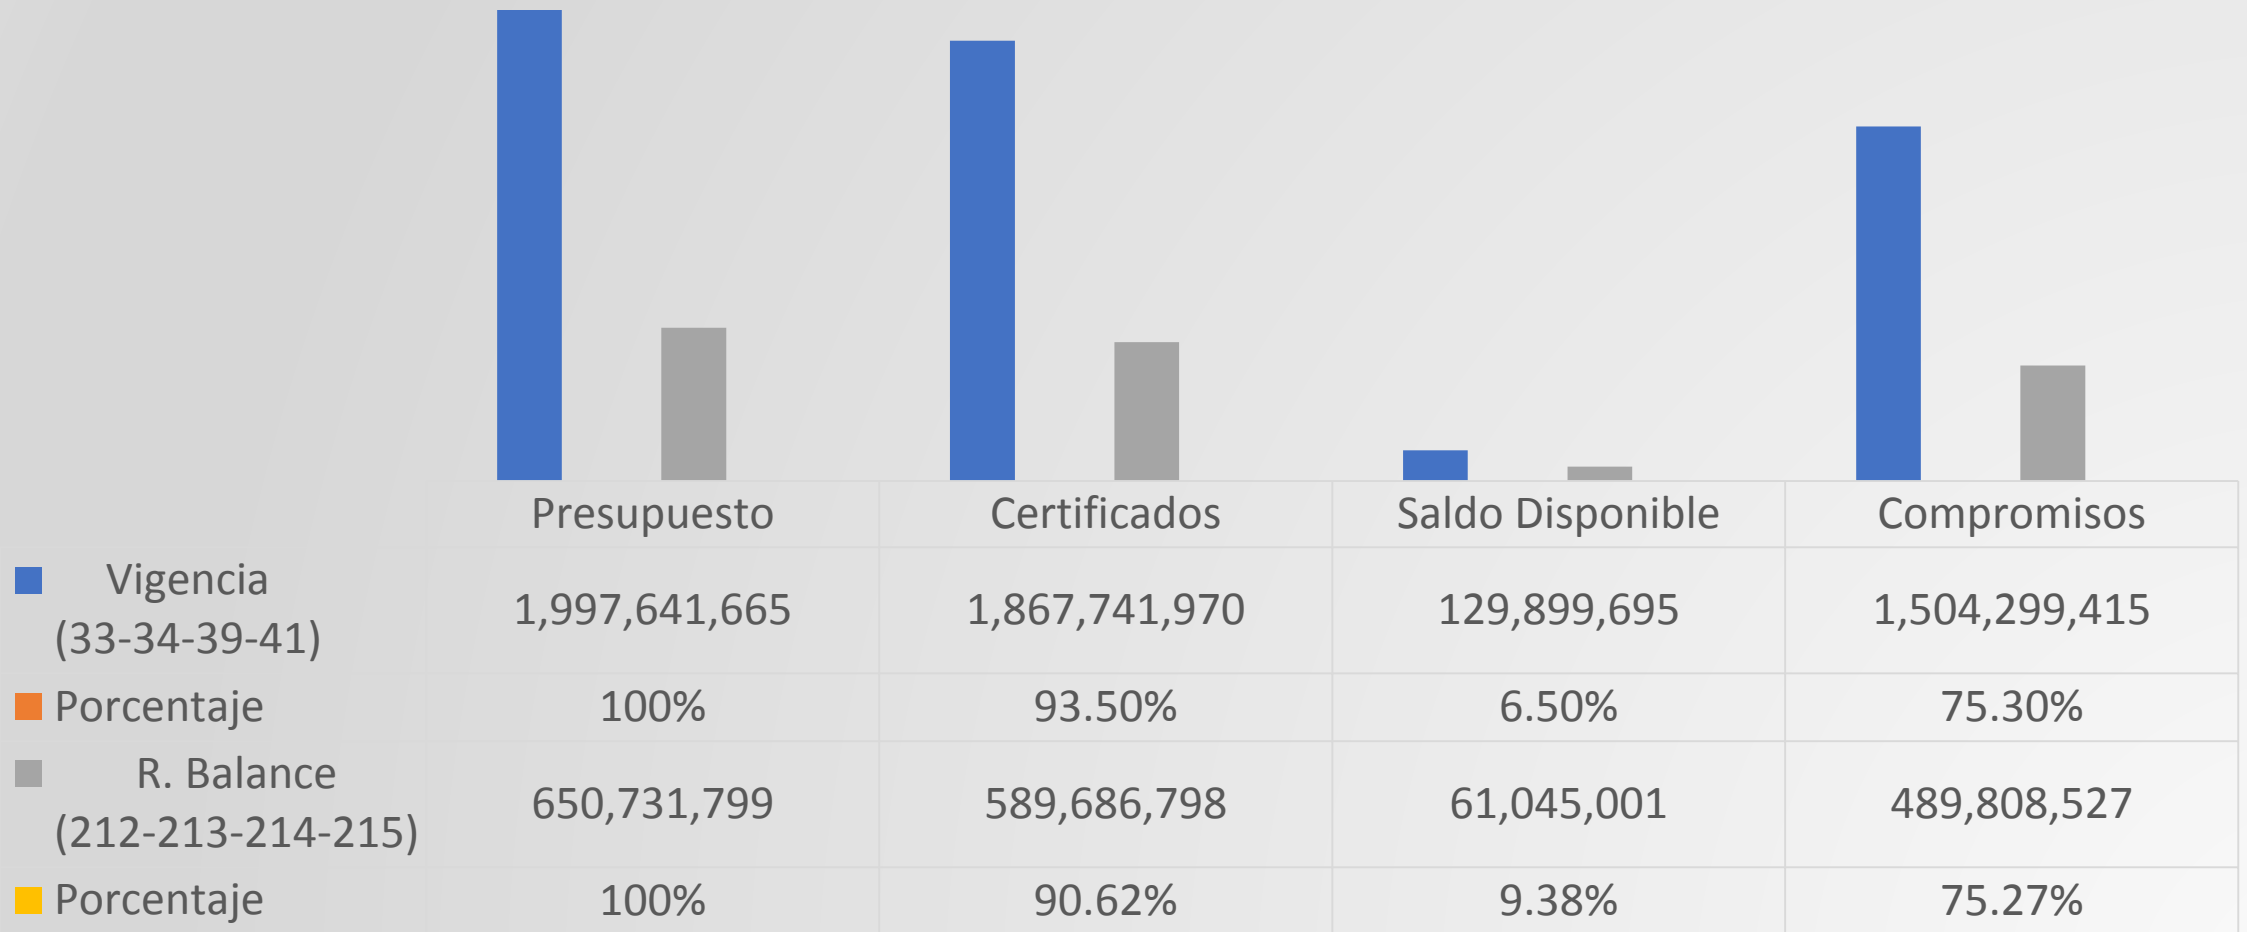 Presupuesto Certificados Saldo Disponible Compromisos
Vigencia
(33-34-39-41) 1,997,641,665 1,867,741,970 129,899,695 1,504,299,415
Porcentaje 100% 93.50% 6.50% 75.30%
R. Balance
(212-213-214-215) 650,731,799 589,686,798 61,045,001 489,808,527
Porcentaje 100% 90.62% 9.38% 75.27%